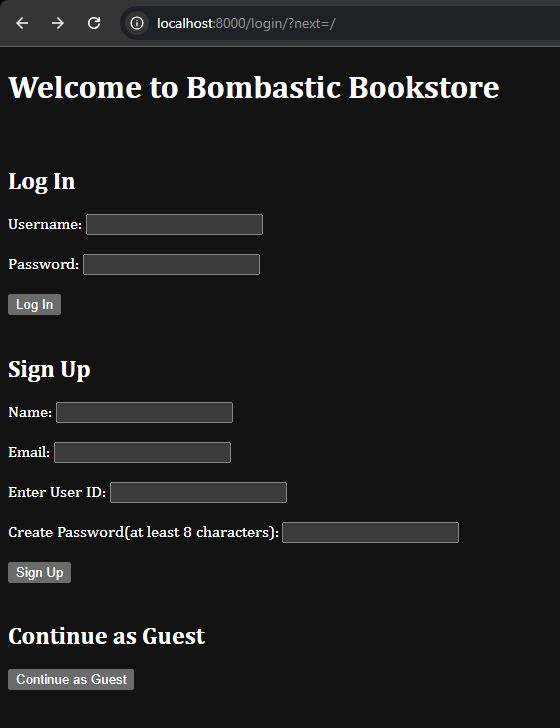 localhost:8000/login/?next=/
Welcome to Bombastic Bookstore
Log In
Username:
Password:
Log In
Sign Up
Name:
Email:
Enter User ID:
Create Password(at least 8 characters):
Sign Up
Continue as Guest
Continue as Guest